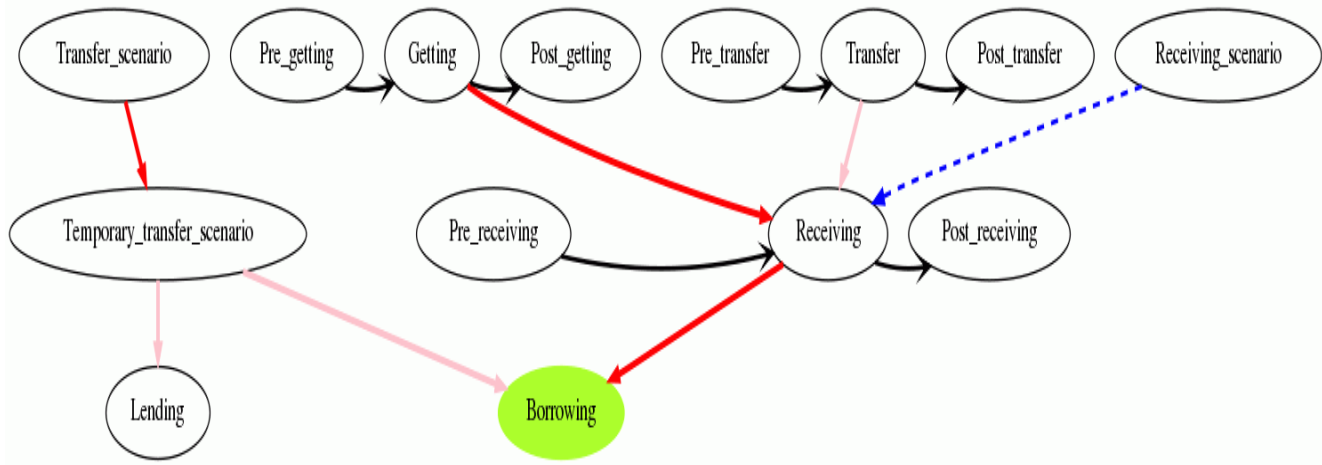 Transfer_scenario
Pre_getting
Getting
Post_getting
Pre_transfer
Transfer
Post_transfer
Receiving_scenario
Temporary_transfer_scenario
Pre_receiving
Receiving
Post_receiving
Lending
Borrowing